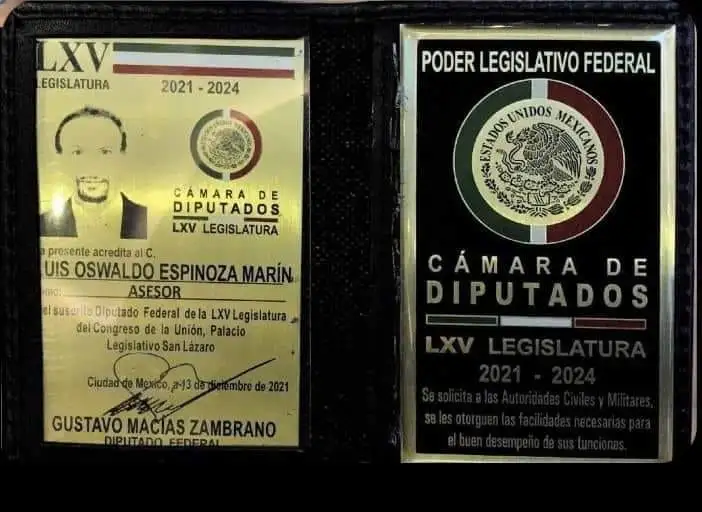 LXV
LEGISLATURA
2021 - 2024
CÁMARA DE
DIPUTADOS
LXV LEGISLATURA
a presente acredita al C.
UIS OSWALDO ESPINOZA MARÍN
ASESOR
el suscrito Diputado Federal de la LXV Legislatura
del Congreso de la Unión, Palacio
Legislativo San Lázaro
Ciudad de México, a 13 de diciembre de 2021
GUSTAVO MACÍAS ZAMBRANO
DIPUTADO FEDERAL
PODER LEGISLATIVO FEDERAL
ESTADOS UNIDOS MEXICANOS
CÁMARA DE
DIPUTADOS
LXV LEGISLATURA
2021 - 2024
Se solicita a las Autoridades Civiles y Militares,
se les otorguen las facilidades necesarias para
el buen desempeño de sus funciones.